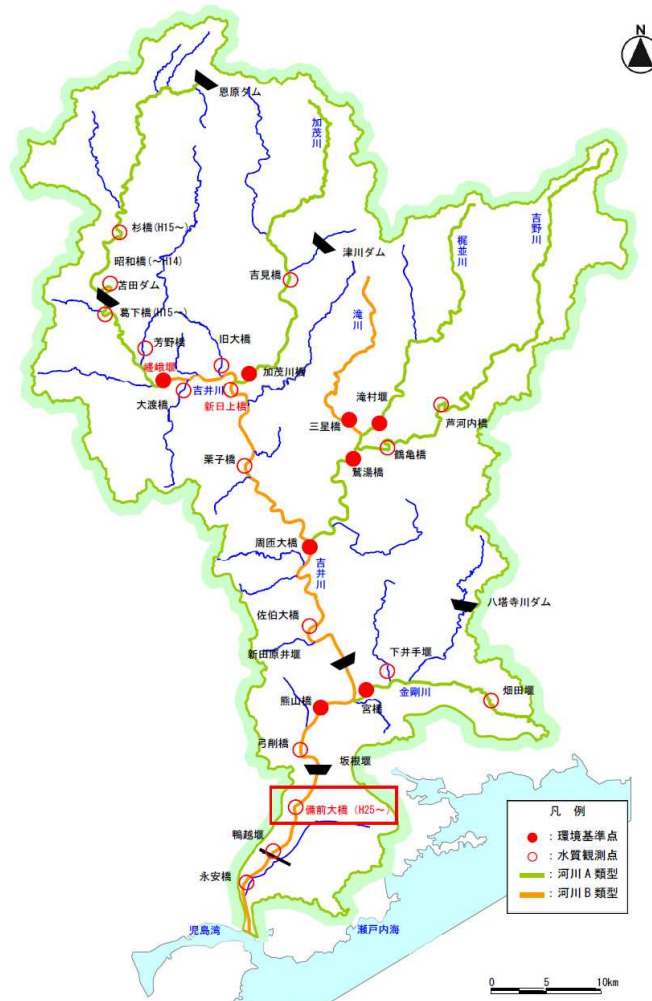 N
恩原ダム
加茂川
吉野川
杉橋(H15～)
津川ダム
梶並川
昭和橋(～H14)
吉見橋
苫田ダム
滝川
葛下橋(H15～)
芳野橋
旧大橋
嵯峨堰
加茂川橋
吉井川
大渡橋
新日上橋
滝村堰
芦河内橋
三星橋
鶴亀橋
栗子橋
鷲湯橋
周匝大橋
吉井川
八塔寺川ダム
佐伯大橋
下井手堰
新田原井堰
金剛川
畑田堰
熊山橋
宮橋
弓削橋
坂根堰
備前大橋（H25～）
鴨越堰
永安橋
児島湾
瀬戸内海
凡 例
：環境基準点
：水質観測点
：河川A類型
：河川B類型
0 5 10km